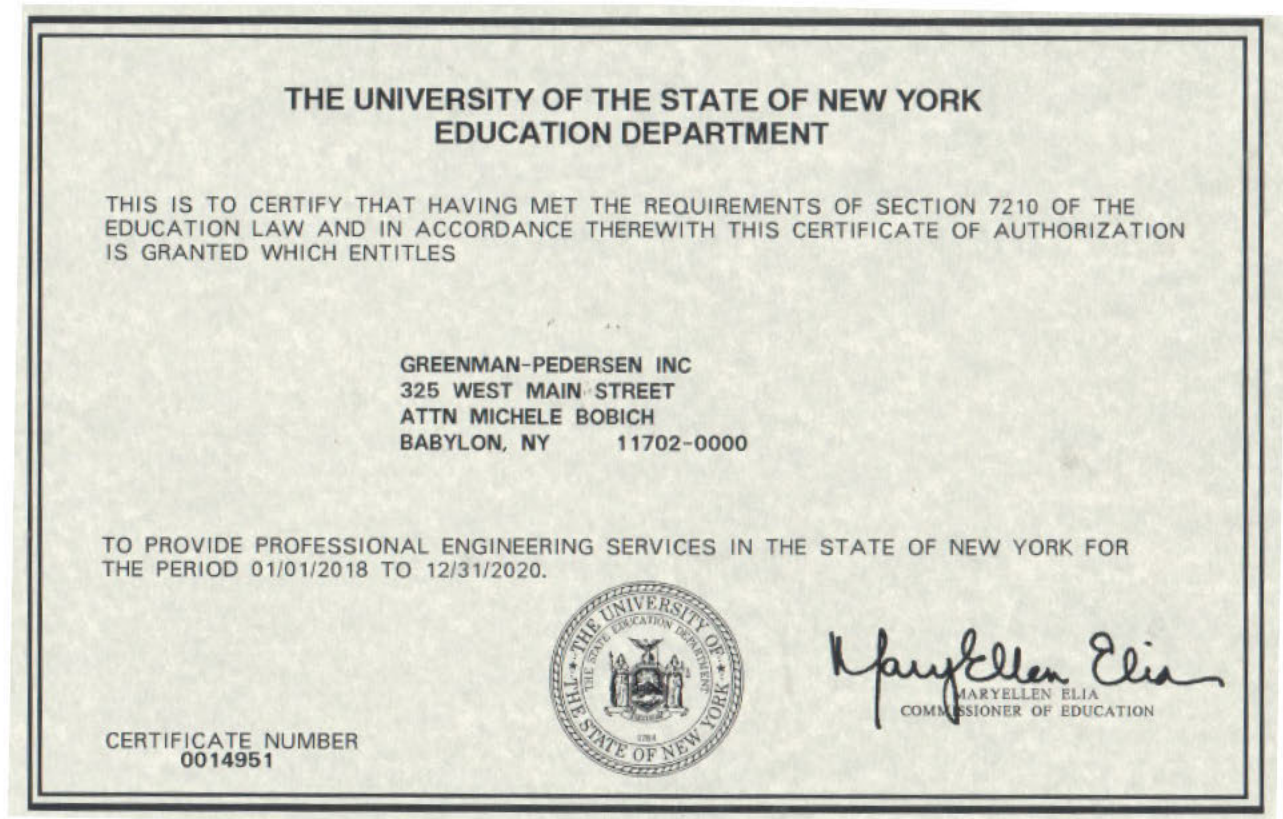 THE UNIVERSITY OF THE STATE OF NEW YORK
EDUCATION DEPARTMENT
THIS IS TO CERTIFY THAT HAVING MET THE REQUIREMENTS OF SECTION 7210 OF THE
EDUCATION LAW AND IN ACCORDANCE THEREWITH THIS CERTIFICATE OF AUTHORIZATION
IS GRANTED WHICH ENTITLES
GREENMAN-PEDERSEN INC
325 WEST MAIN STREET
ATTN MICHELE BOBICH
BABYLON, NY 11702-0000
TO PROVIDE PROFESSIONAL ENGINEERING SERVICES IN THE STATE OF NEW YORK FOR
THE PERIOD 01/01/2018 TO 12/31/2020.
THE UNIVERSITY OF THE STATE OF NEW YORK
THE STATE EDUCATION DEPARTMENT
1784
MaryEllen Elia
MARYELLEN ELIA
COMMISSIONER OF EDUCATION
CERTIFICATE NUMBER
0014951